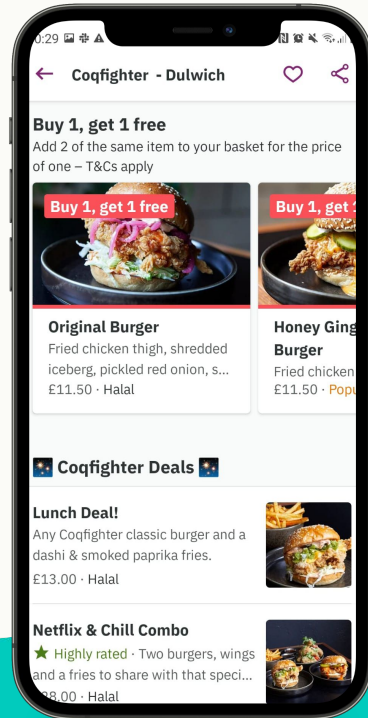 0:29
Coqfighter - Dulwich
Buy 1, get 1 free
Add 2 of the same item to your basket for the price
of one – T&Cs apply
Buy 1, get 1 free
Buy 1, get
Original Burger
Fried chicken thigh, shredded
iceberg, pickled red onion, s...
£11.50 · Halal
Honey Ging
Burger
Fried chicken
£11.50 · Popu
Coqfighter Deals
Lunch Deal!
Any Coqfighter classic burger and a
dashi & smoked paprika fries.
£13.00 · Halal
Netflix & Chill Combo
Highly rated · Two burgers, wings
and a fries to share with that speci...
8.00 · Halal